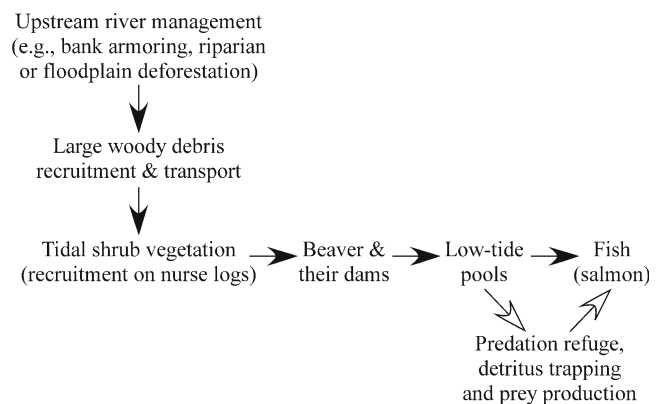 Upstream river management
(e.g., bank armoring, riparian
or floodplain deforestation)
Large woody debris
recruitment & transport
Tidal shrub vegetation
(recruitment on nurse logs)
Beaver &
their dams
Low-tide
pools
Fish
(salmon)
Predation refuge,
detritus trapping
and prey production